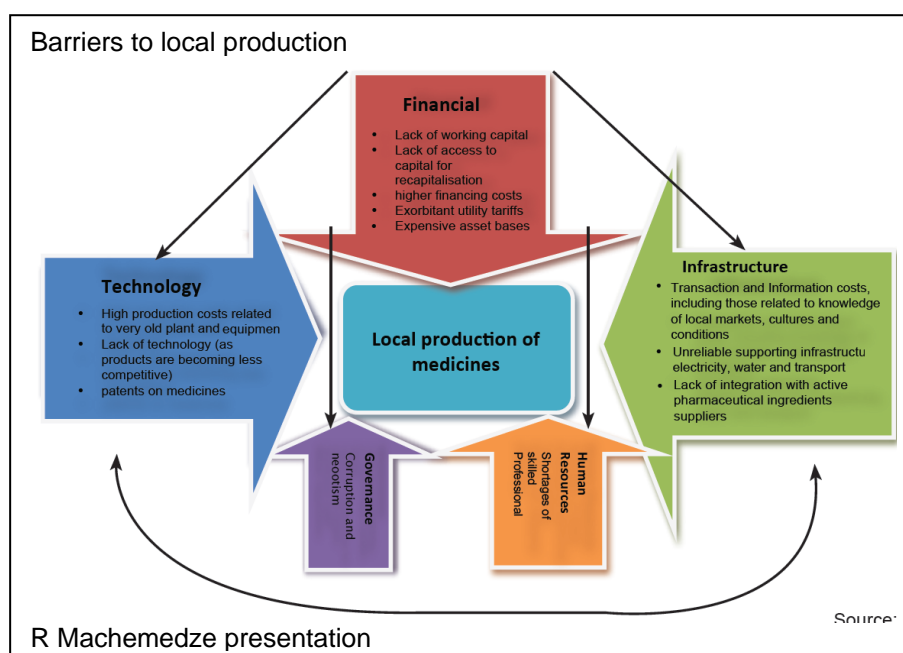 Barriers to local production
Financial
• Lack of working capital
• Lack of access to
capital for
recapitalisation
• higher financing costs
• Exorbitant utility tariffs
• Expensive asset bases
Technology
• High production costs related
to very old plant and equipmen
• Lack of technology (as
products are becoming less
competitive)
• patents on medicines
Local production of
medicines
Infrastructure
• Transaction and Information costs,
including those related to knowledge
of local markets, cultures and
conditions
• Unreliable supporting infrastructu
electricity, water and transport
• Lack of integration with active
pharmaceutical ingredients
suppliers
Governance
Corruption and
neootism
Human
Resources
Shortages of
skilled
Professional
Source:
R Machemedze presentation